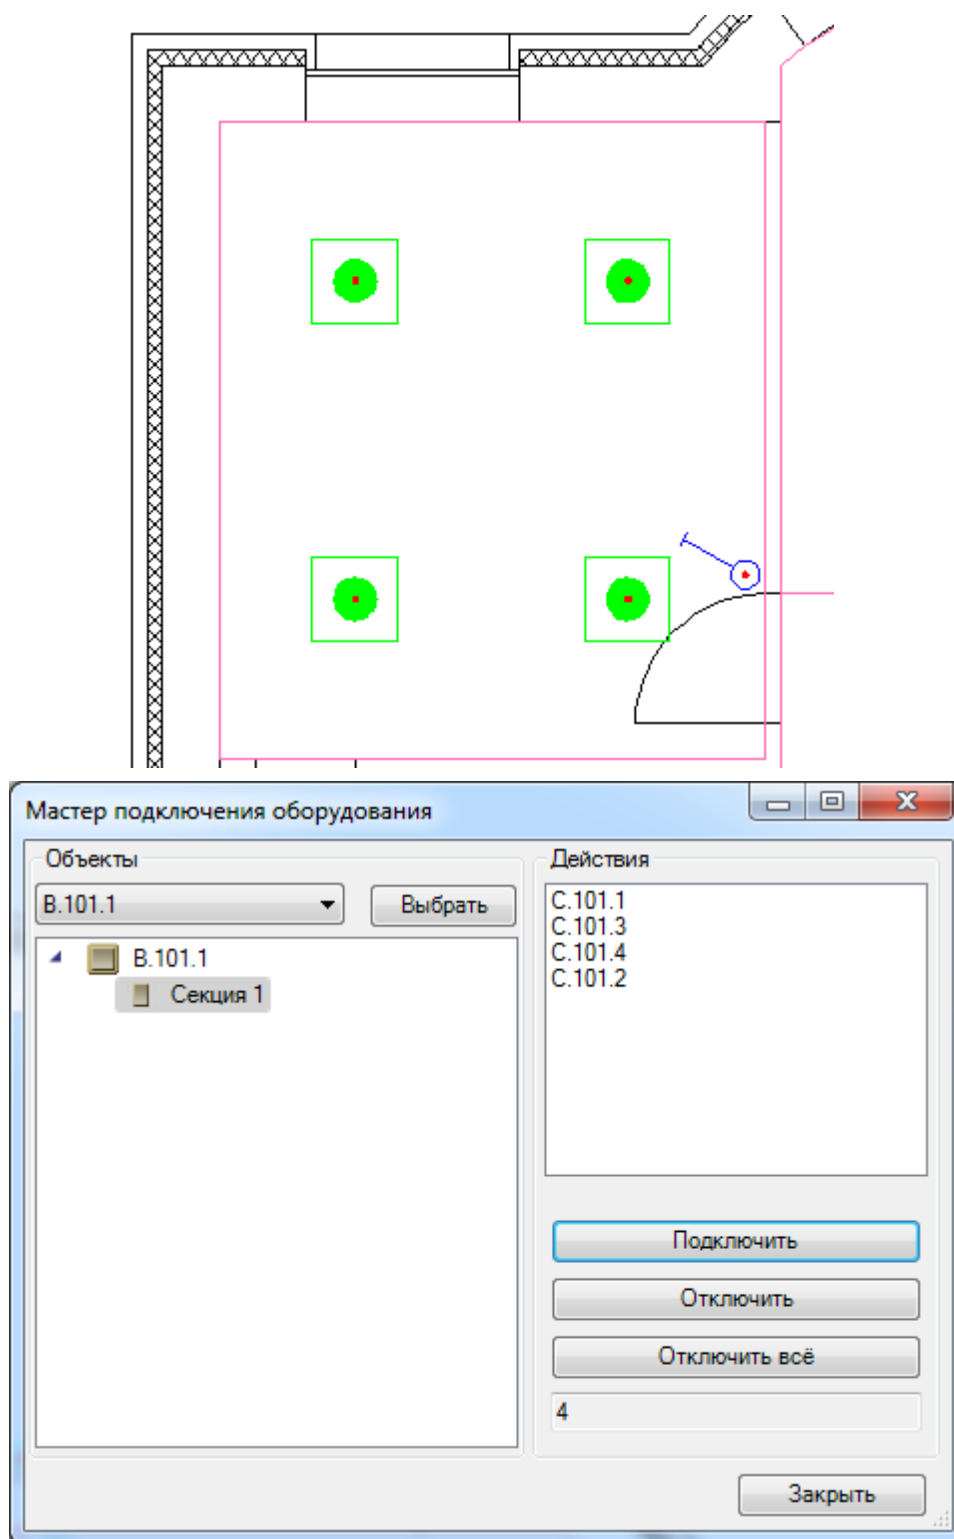 Мастер подключения оборудования
Объекты
В.101.1
Выбрать
В.101.1
Секция 1
Действия
С.101.1
С.101.3
С.101.4
С.101.2
Подключить
Отключить
Отключить всё
4
Закрыть